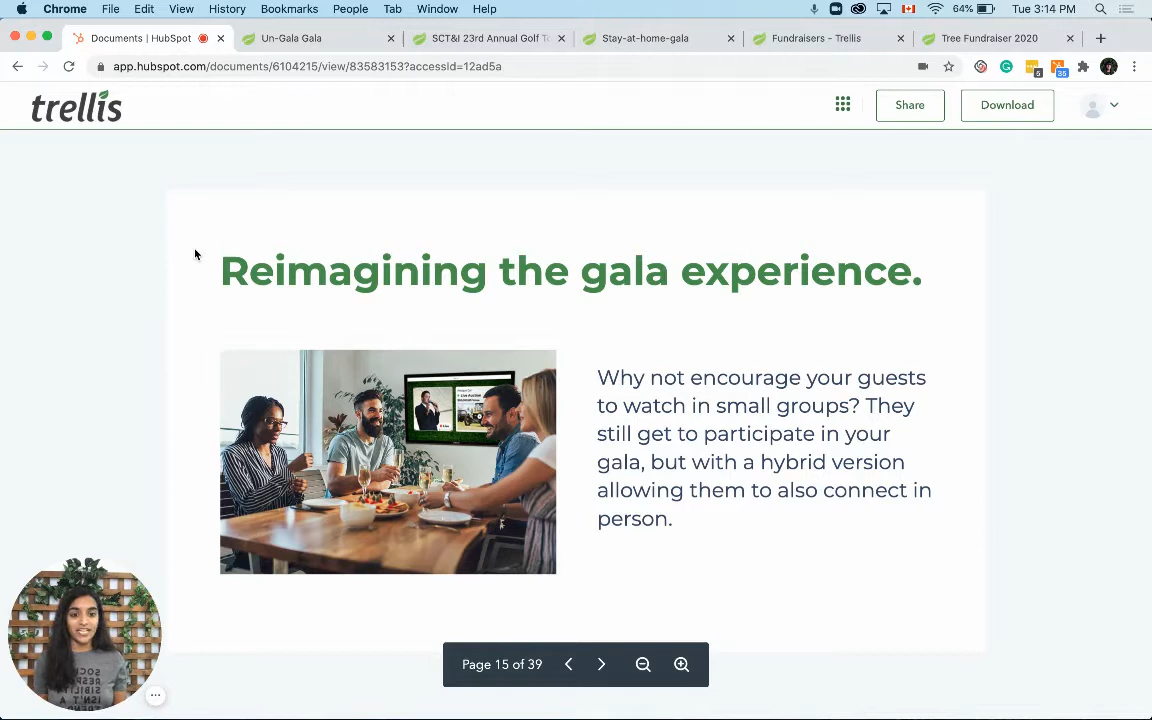 Chrome File Edit View History Bookmarks People Tab Window Help 64% Tue 3:14 PM
Documents | HubSpot Un-Gala Gala SCT&I 23rd Annual Golf To Stay-at-home-gala Fundraisers - Trellis Tree Fundraiser 2020
app.hubspot.com/documents/6104215/view/83583153?accessId=12ad5a 5 35
trellis Share Download
Reimagining the gala experience.
Why not encourage your guests
to watch in small groups? They
still get to participate in your
gala, but with a hybrid version
allowing them to also connect in
person.
Page 15 of 39